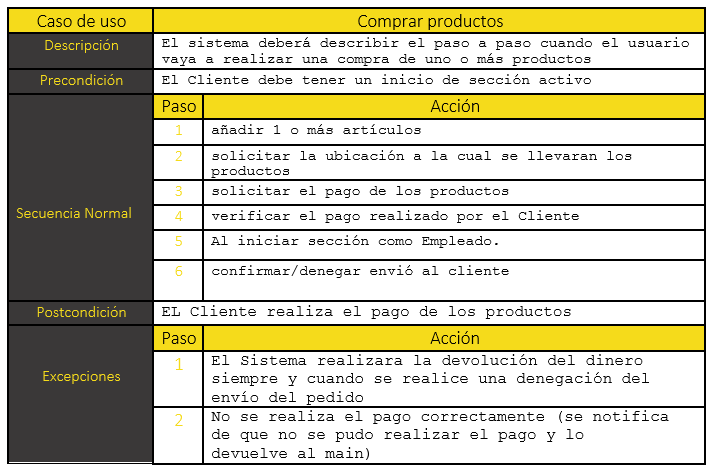 Caso de uso Comprar productos
Descripción El sistema deberá describir el paso a paso cuando el usuario
vaya a realizar una compra de uno o más productos
Precondición El Cliente debe tener un inicio de sección activo
Secuencia Normal
Paso Acción
1 añadir 1 o más artículos
2 solicitar la ubicación a la cual se llevaran los
productos
3 solicitar el pago de los productos
4 verificar el pago realizado por el Cliente
5 Al iniciar sección como Empleado.
6 confirmar/denegar envió al cliente
Postcondición EL Cliente realiza el pago de los productos
Excepciones
Paso Acción
1 El Sistema realizara la devolución del dinero
siempre y cuando se realice una denegación del
envío del pedido
2 No se realiza el pago correctamente (se notifica
de que no se pudo realizar el pago y lo
devuelve al main)